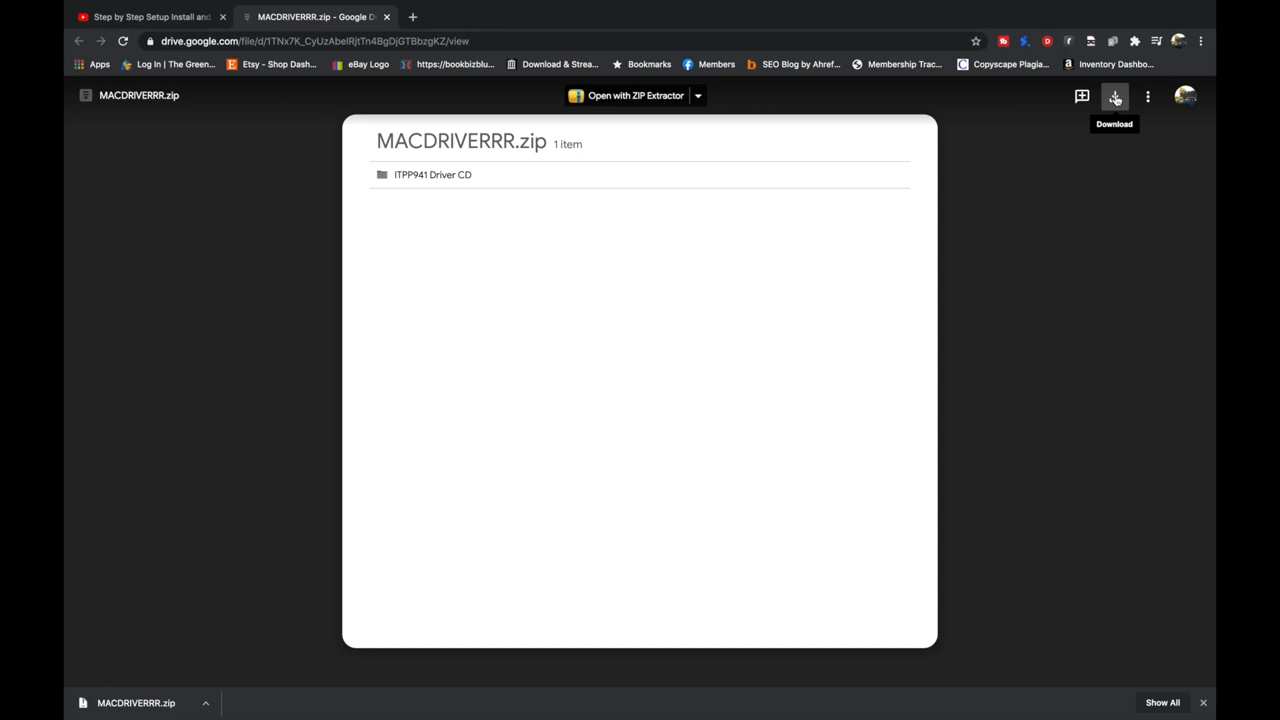 Step by Step Setup Install and
MACDRIVERRR.zip - Google D
drive.google.com/file/d/1TNx7K_CyUzAbeIRjtTn4BgDjGTBbzgKZ/view
Apps
Log In | The Green...
Etsy - Shop Dash...
eBay Logo
https://bookbizblu...
Download & Strea...
Bookmarks
Members
SEO Blog by Ahref...
Membership Trac...
Copyscape Plagia...
Inventory Dashbo...
MACDRIVERRR.zip
Open with ZIP Extractor
Download
MACDRIVERRR.zip 1 item
ITPP941 Driver CD
MACDRIVERRR.zip
Show All